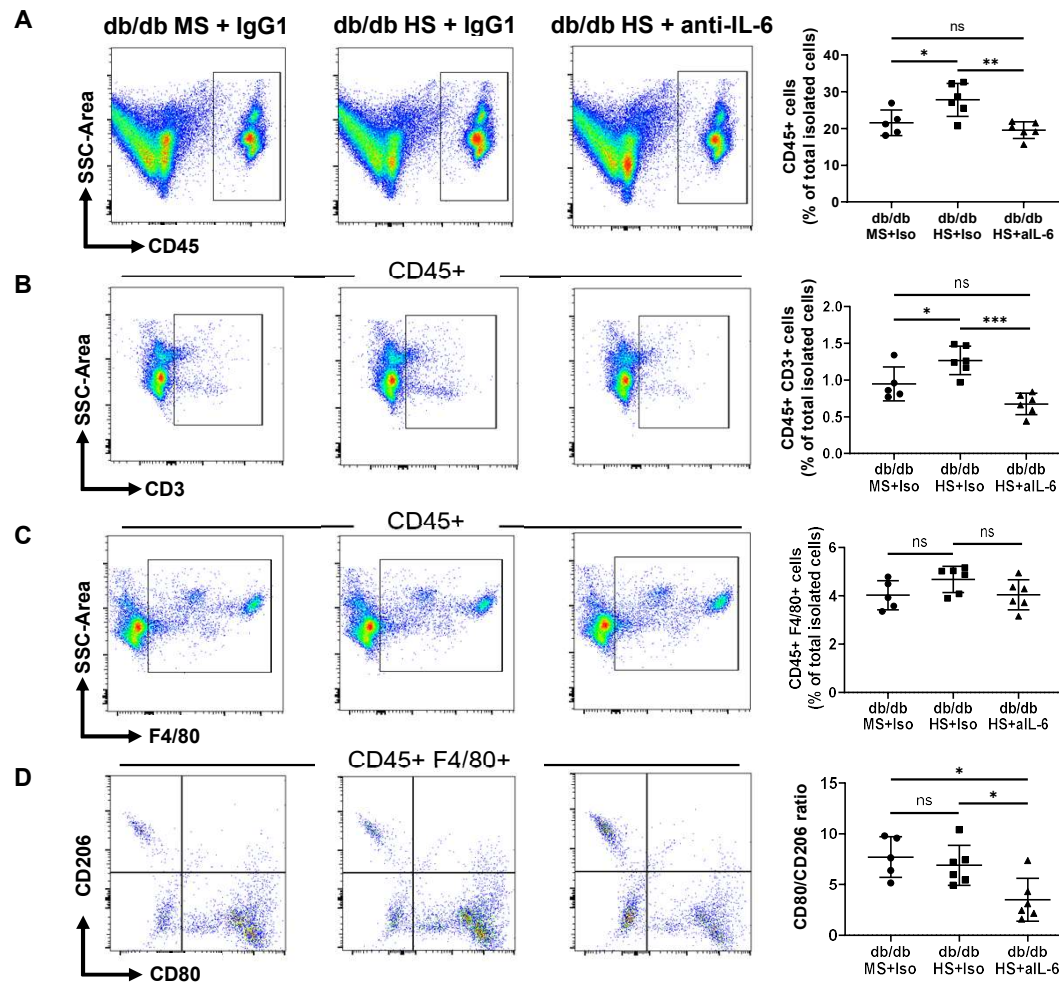 A
db/db MS + IgG1
db/db HS + IgG1
db/db HS + anti-IL-6
SSC-Area
CD45
CD45+ cells
(% of total isolated cells)
40
30
20
10
0
ns
*
**
db/db
MS+Iso
db/db
HS+Iso
db/db
HS+aIL-6
B
CD45+
SSC-Area
CD3
CD45+ CD3+ cells
(% of total isolated cells)
2.0
1.5
1.0
0.5
0.0
ns
*
***
db/db
MS+Iso
db/db
HS+Iso
db/db
HS+aIL-6
C
CD45+
SSC-Area
F4/80
CD45+ F4/80+ cells
(% of total isolated cells)
6
4
2
0
ns
ns
db/db
MS+Iso
db/db
HS+Iso
db/db
HS+aIL-6
D
CD45+ F4/80+
CD206
CD80
CD80/CD206 ratio
15
10
5
0
*
ns
*
db/db
MS+Iso
db/db
HS+Iso
db/db
HS+aIL-6